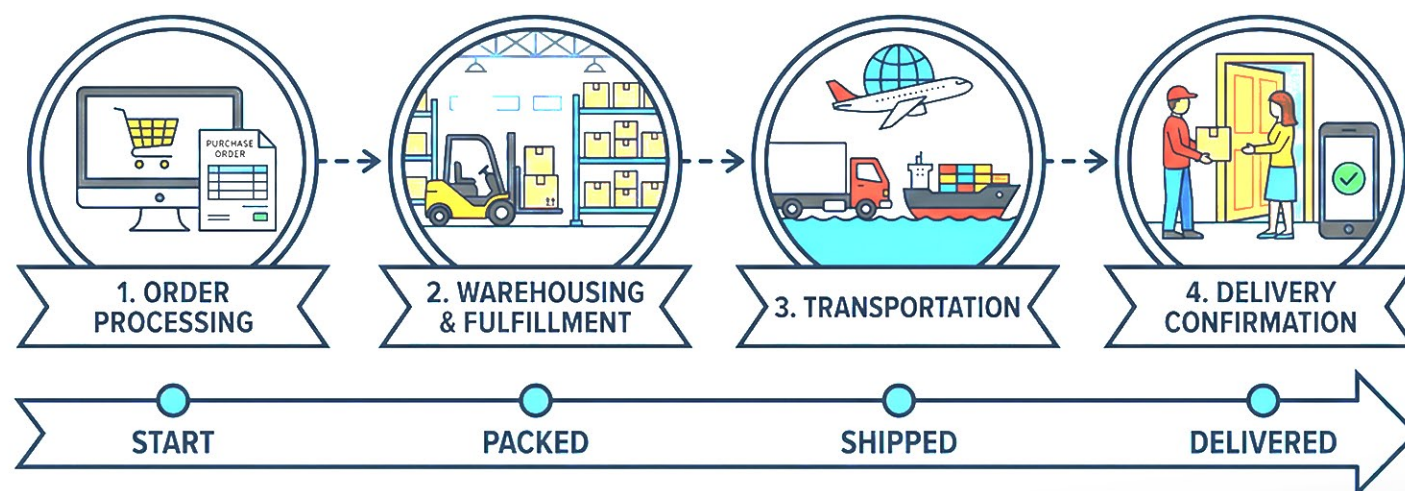 PURCHASE
ORDER
1. ORDER
PROCESSING
2. WAREHOUSING
& FULFILLMENT
3. TRANSPORTATION
4. DELIVERY
CONFIRMATION
START
PACKED
SHIPPED
DELIVERED